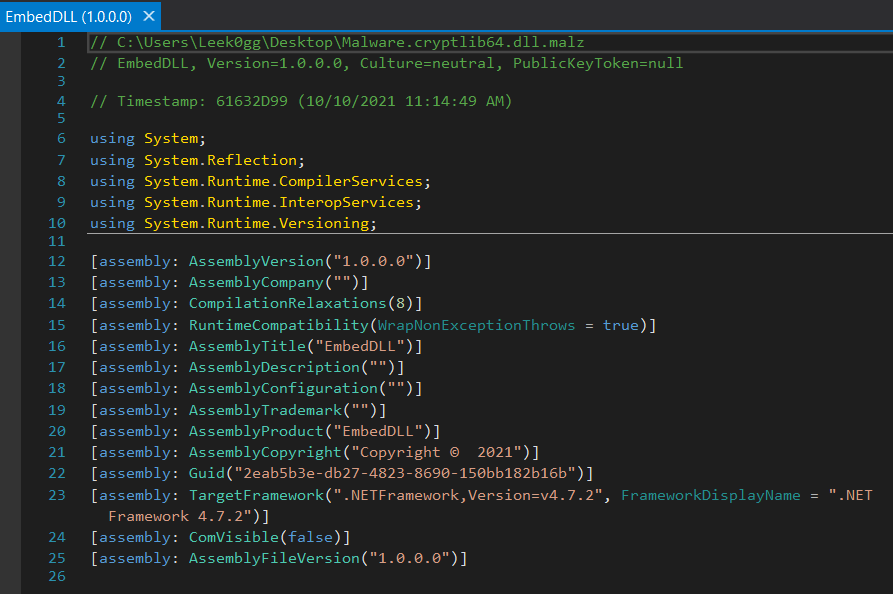 EmbedDLL (1.0.0.0) ✕
1 // C:\Users\Leek0gg\Desktop\Malware.cryptlib64.dll.malz
2 // EmbedDLL, Version=1.0.0.0, Culture=neutral, PublicKeyToken=null
3
4 // Timestamp: 61632D99 (10/10/2021 11:14:49 AM)
5
6 using System;
7 using System.Reflection;
8 using System.Runtime.CompilerServices;
9 using System.Runtime.InteropServices;
10 using System.Runtime.Versioning;
11
12 [assembly: AssemblyVersion("1.0.0.0")]
13 [assembly: AssemblyCompany("")]
14 [assembly: CompilationRelaxations(8)]
15 [assembly: RuntimeCompatibility(WrapNonExceptionThrows = true)]
16 [assembly: AssemblyTitle("EmbedDLL")]
17 [assembly: AssemblyDescription("")]
18 [assembly: AssemblyConfiguration("")]
19 [assembly: AssemblyTrademark("")]
20 [assembly: AssemblyProduct("EmbedDLL")]
21 [assembly: AssemblyCopyright("Copyright ©  2021")]
22 [assembly: Guid("2eab5b3e-db27-4823-8690-150bb182b16b")]
23 [assembly: TargetFramework(".NETFramework,Version=v4.7.2", FrameworkDisplayName = ".NET
Framework 4.7.2")]
24 [assembly: ComVisible(false)]
25 [assembly: AssemblyFileVersion("1.0.0.0")]
26